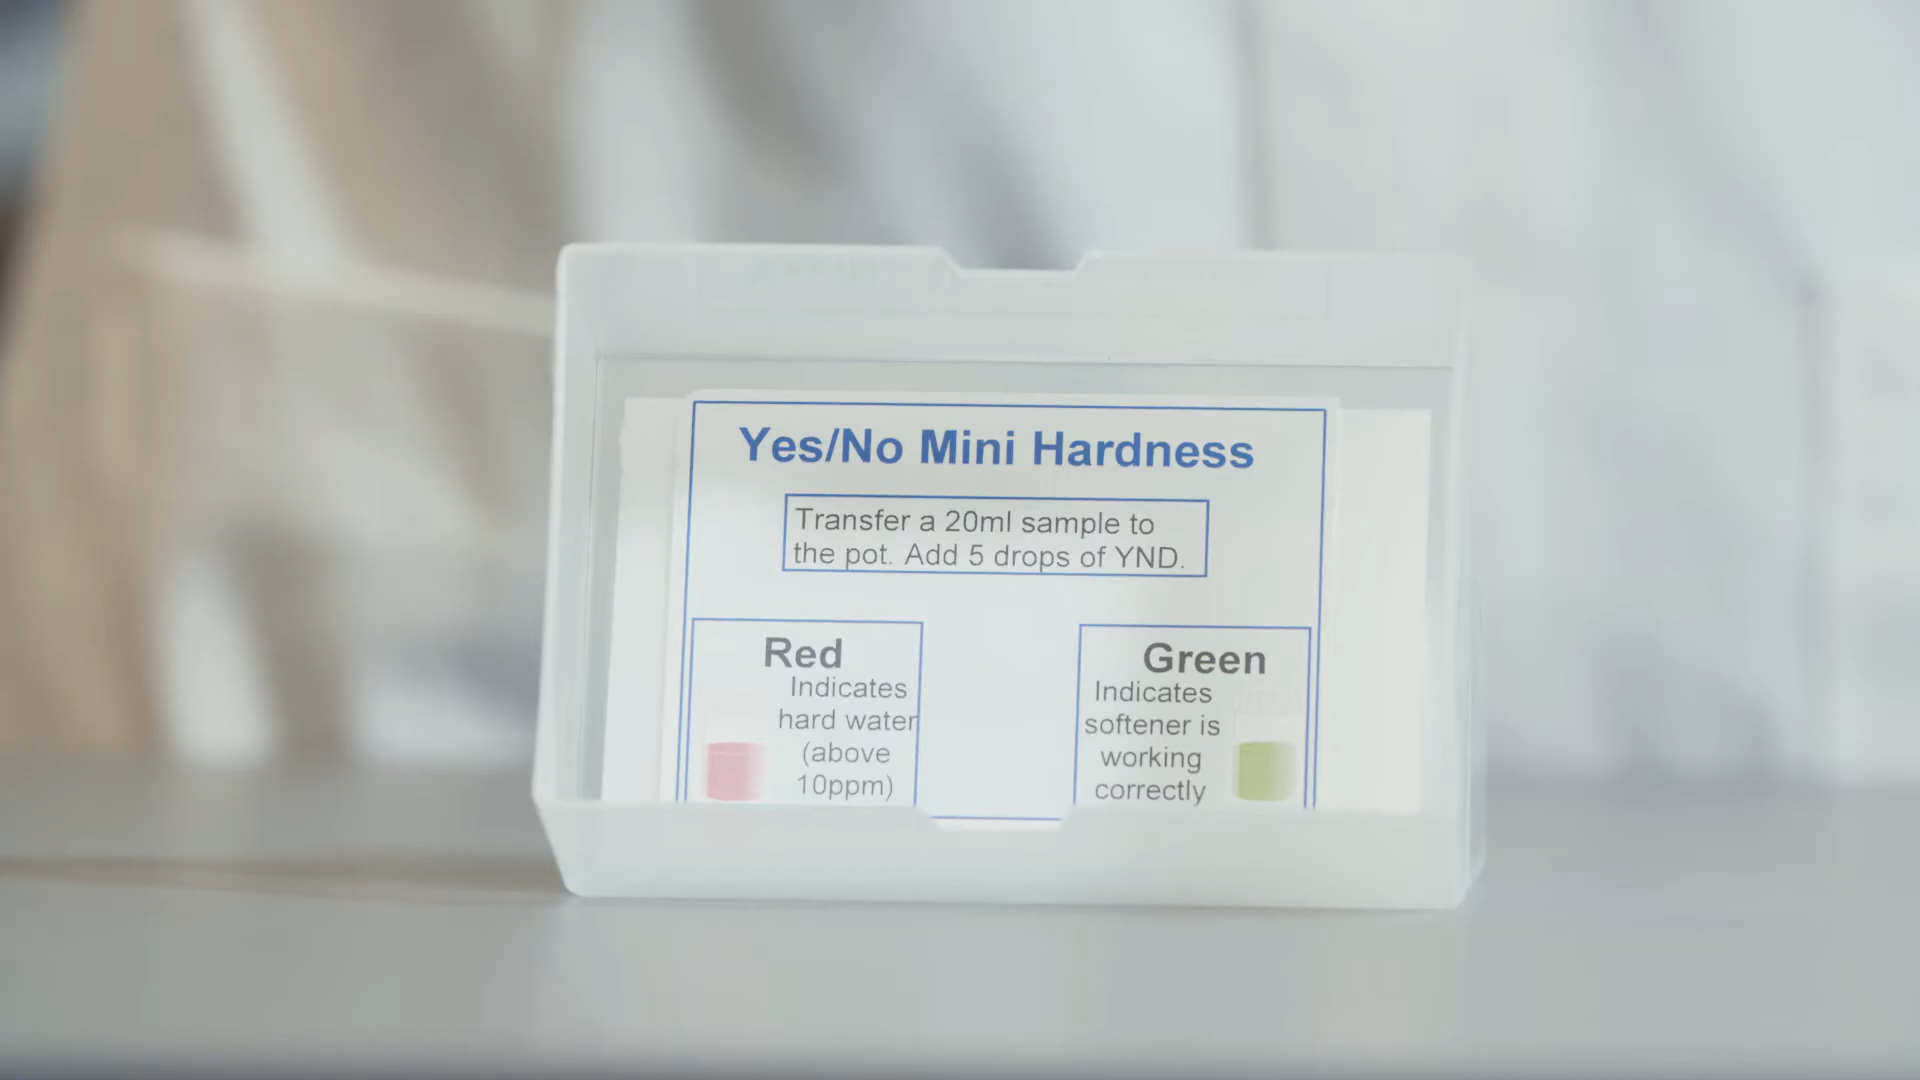 Yes/No Mini Hardness
Transfer a 20ml sample to
the pot. Add 5 drops of YND.
Red
Indicates
hard water
(above
10ppm)
Green
Indicates
softener is
working
correctly